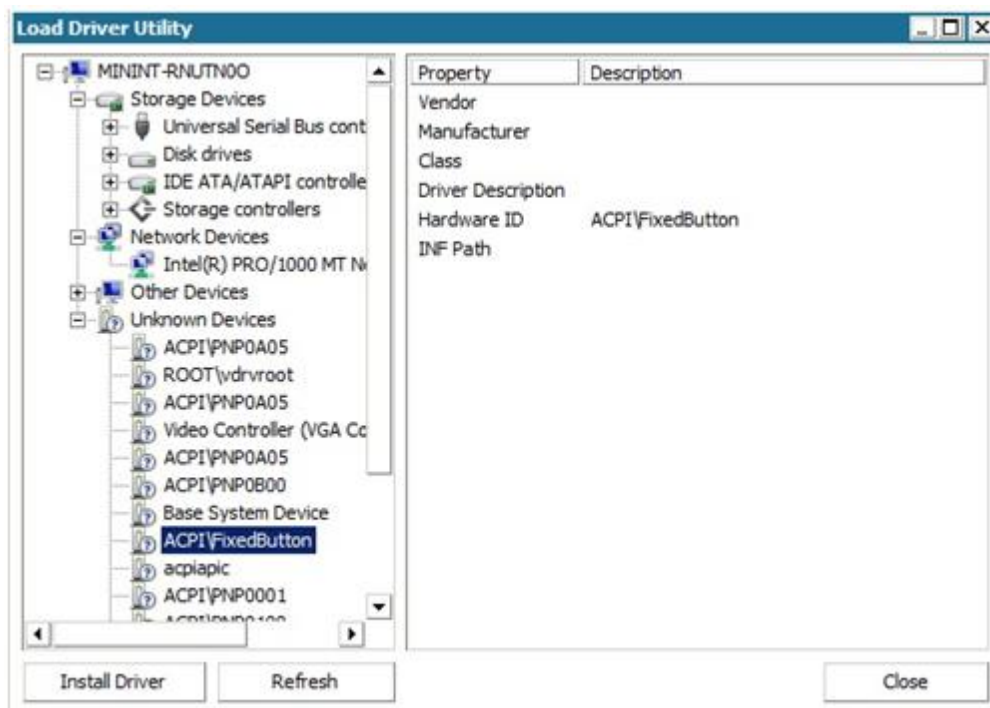 Load Driver Utility
MININT-RNUTN0O
Storage Devices
Universal Serial Bus cont
Disk drives
IDE ATA/ATAPI controlle
Storage controllers
Network Devices
Intel(R) PRO/1000 MT Ne
Other Devices
Unknown Devices
ACPI\PNP0A05
ROOT\vdrvroot
ACPI\PNP0A05
Video Controller (VGA Co
ACPI\PNP0A05
ACPI\PNP0B00
Base System Device
ACPI\FixedButton
acpiapic
ACPI\PNP0001
Property Description
Vendor
Manufacturer
Class
Driver Description
Hardware ID ACPI\FixedButton
INF Path
Install Driver Refresh Close